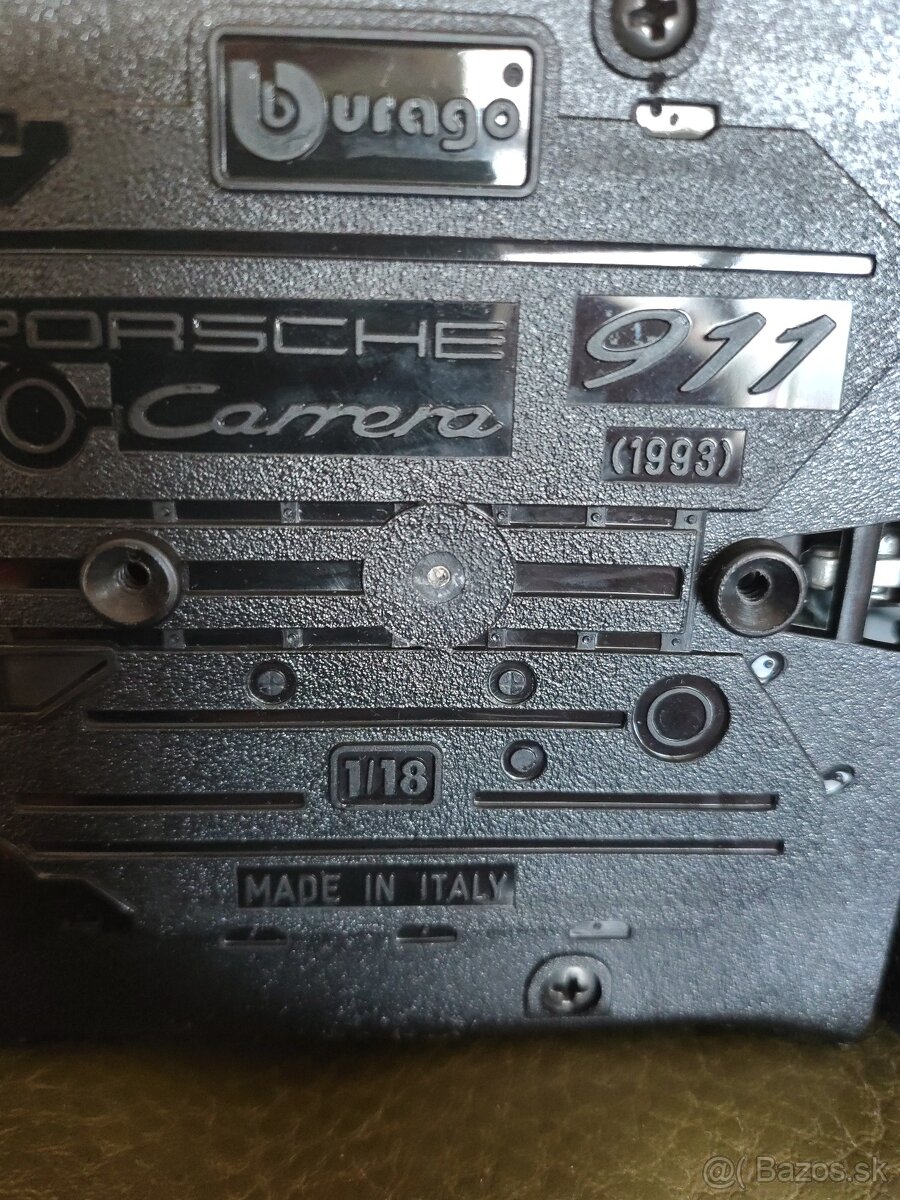 burago
PORSCHE 911
Carrera
(1993)
1/18
MADE IN ITALY
@( Bazos.sk